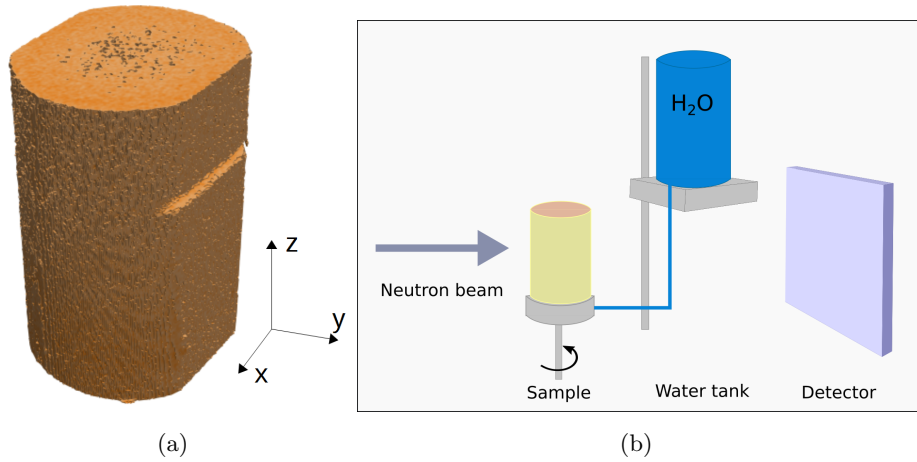 z
y
x
H₂O
Neutron beam
Sample
Water tank
Detector
(a)
(b)